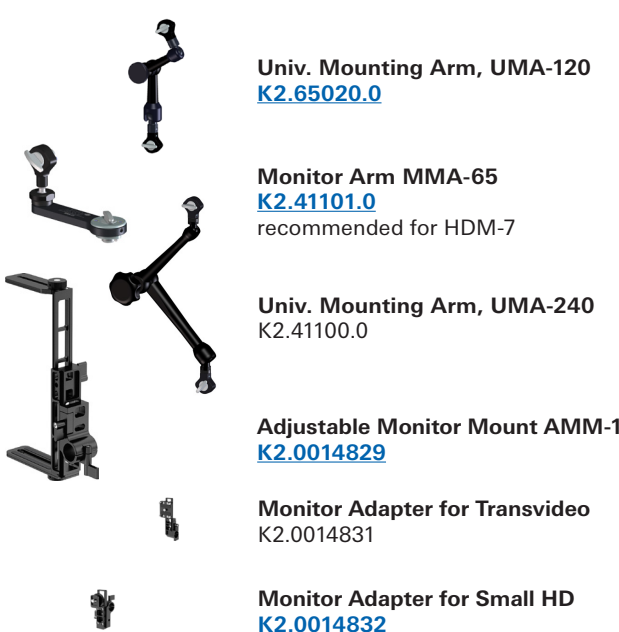 Univ. Mounting Arm, UMA-120
K2.65020.0
Monitor Arm MMA-65
K2.41101.0
recommended for HDM-7
Univ. Mounting Arm, UMA-240
K2.41100.0
Adjustable Monitor Mount AMM-1
K2.0014829
Monitor Adapter for Transvideo
K2.0014831
Monitor Adapter for Small HD
K2.0014832